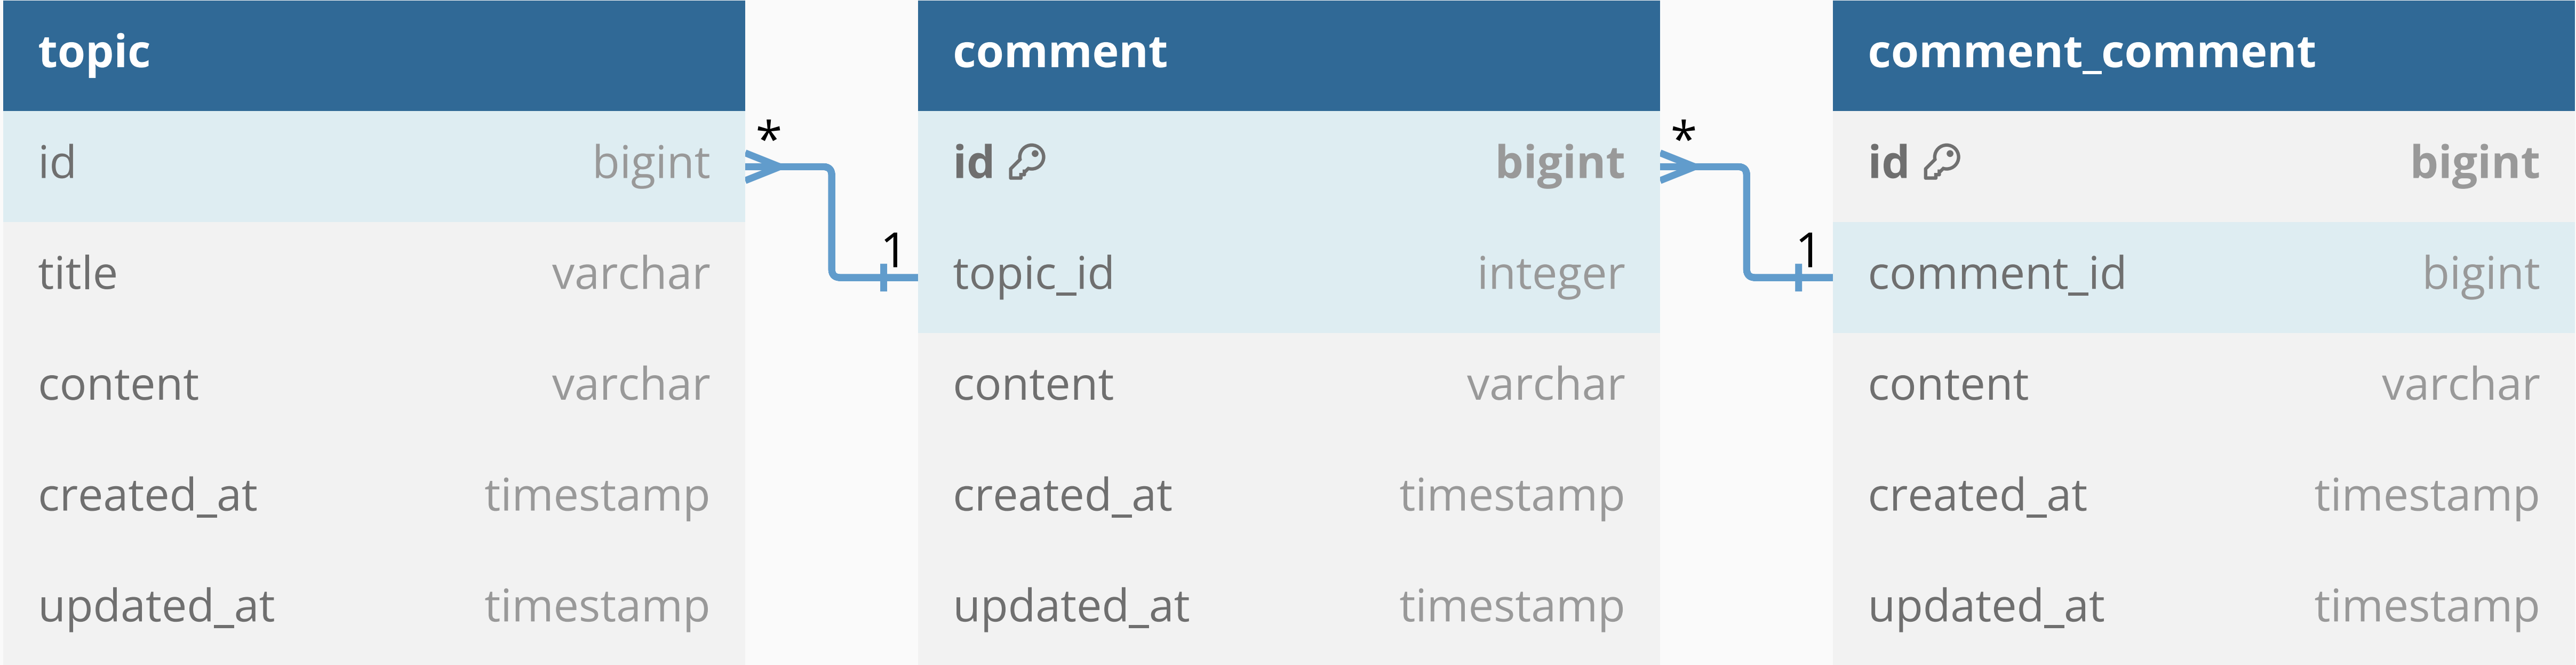 topic
id bigint
title varchar
content varchar
created_at timestamp
updated_at timestamp
* 1
comment
id bigint
topic_id integer
content varchar
created_at timestamp
updated_at timestamp
* 1
comment_comment
id bigint
comment_id bigint
content varchar
created_at timestamp
updated_at timestamp